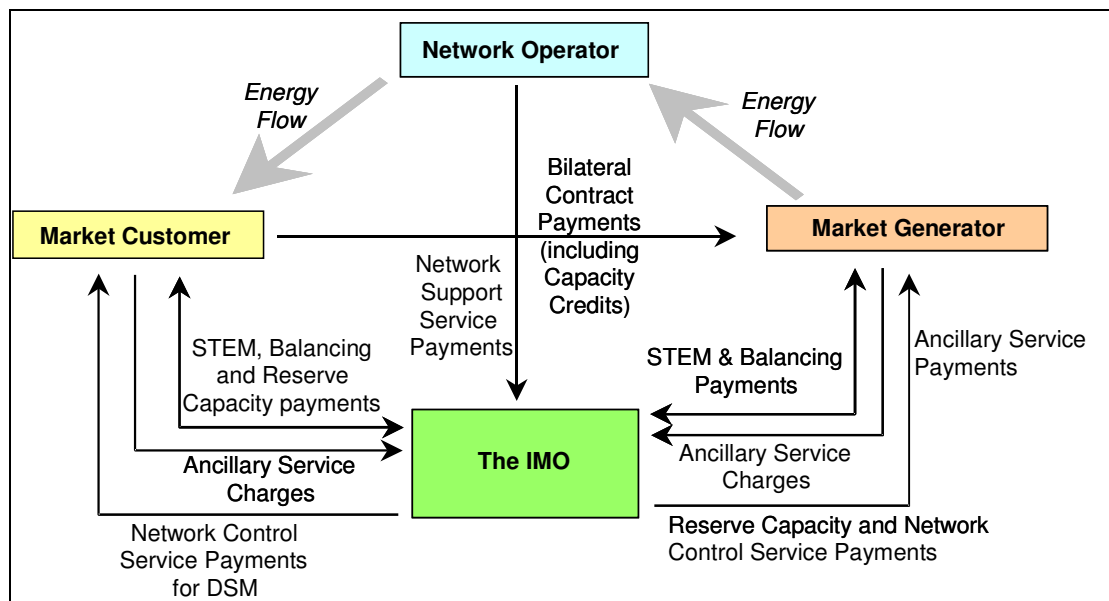 Network Operator
Energy
Flow
Energy
Flow
Bilateral
Contract
Payments
(including
Capacity
Credits)
Market Customer
Market Generator
Network
Support
Service
Payments
STEM, Balancing
and Reserve
Capacity payments
STEM & Balancing
Payments
Ancillary Service
Payments
The IMO
Ancillary Service
Charges
Ancillary Service
Charges
Network Control
Service Payments
for DSM
Reserve Capacity and Network
Control Service Payments